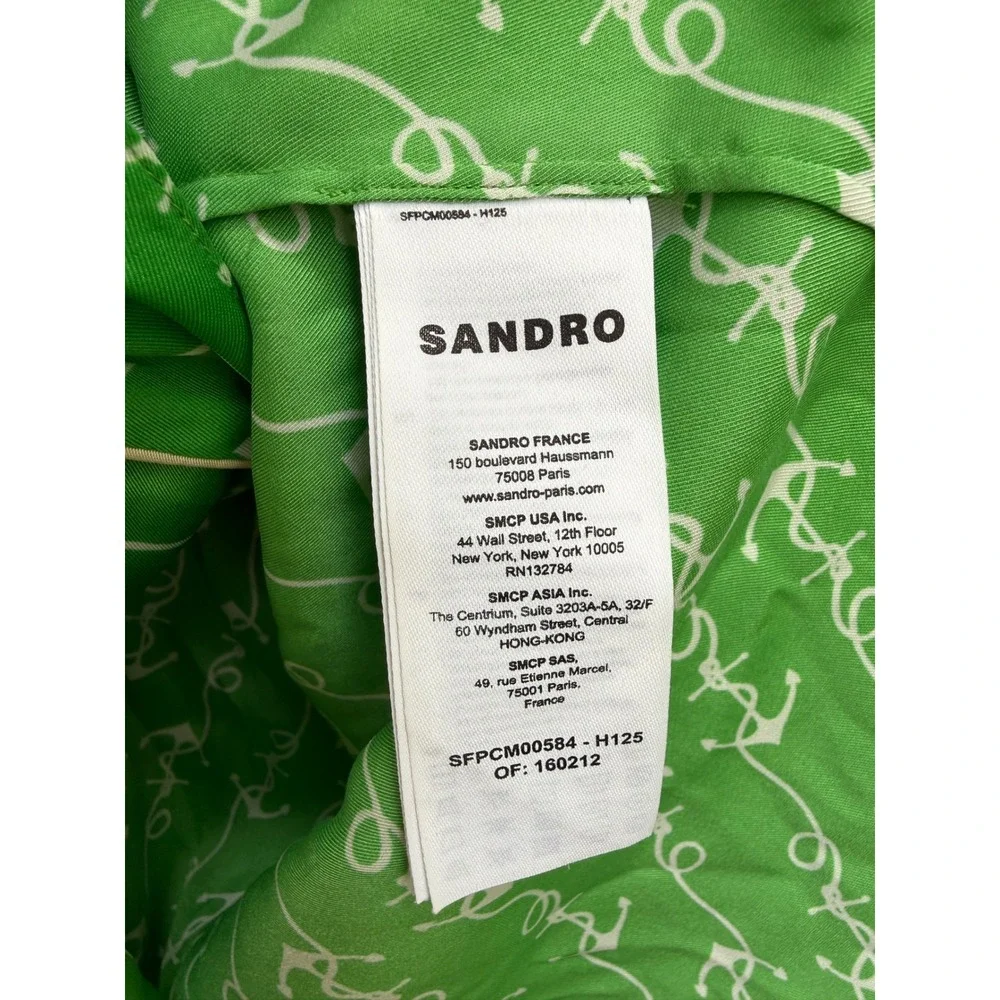 SFPCM00584 - H125
SANDRO
SANDRO FRANCE
150 boulevard Haussmann
75008 Paris
www.sandro-paris.com
SMCP USA Inc.
44 Wall Street, 12th Floor
New York, New York 10005
RN132784
SMCP ASIA Inc.
The Centrium, Suite 3203A-5A, 32/F
60 Wyndham Street, Central
HONG-KONG
SMCP SAS,
49, rue Etienne Marcel,
75001 Paris,
France
SFPCM00584 - H125
OF: 160212